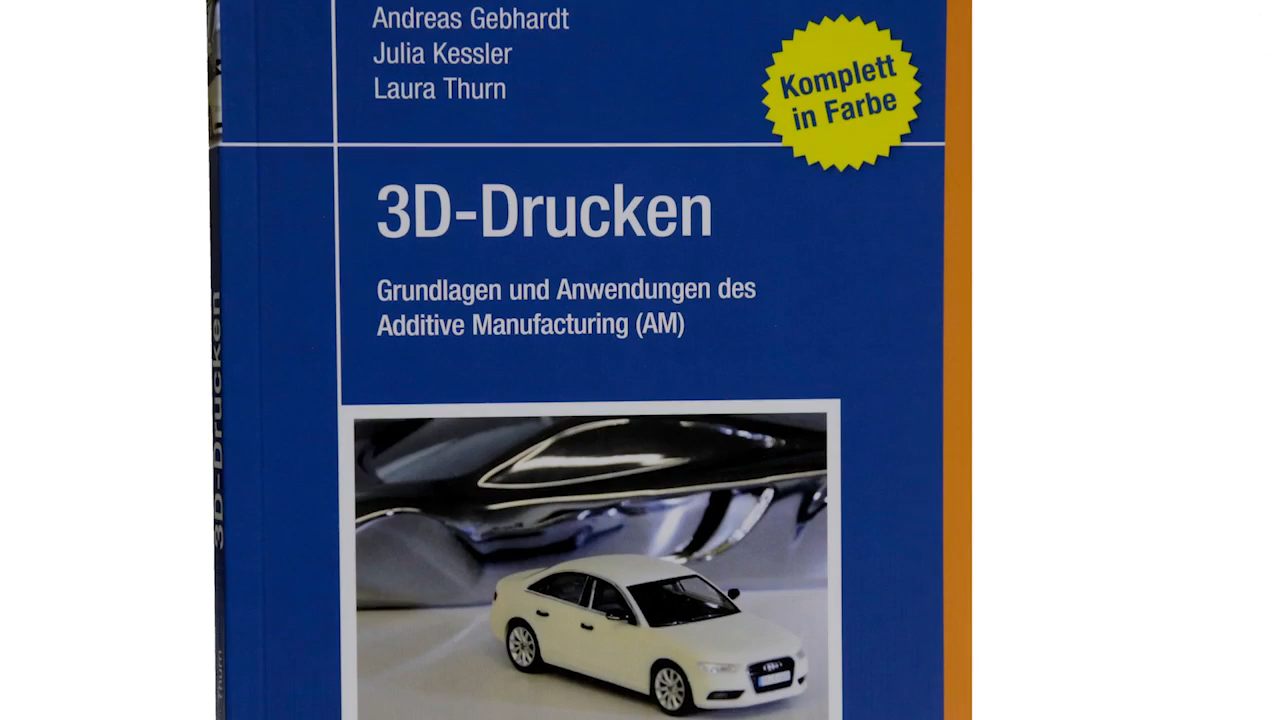 Andreas Gebhardt
Julia Kessler
Laura Thurn
Komplett
in Farbe
3D-Drucken
Grundlagen und Anwendungen des
Additive Manufacturing (AM)
3D-Drucken
Thurn